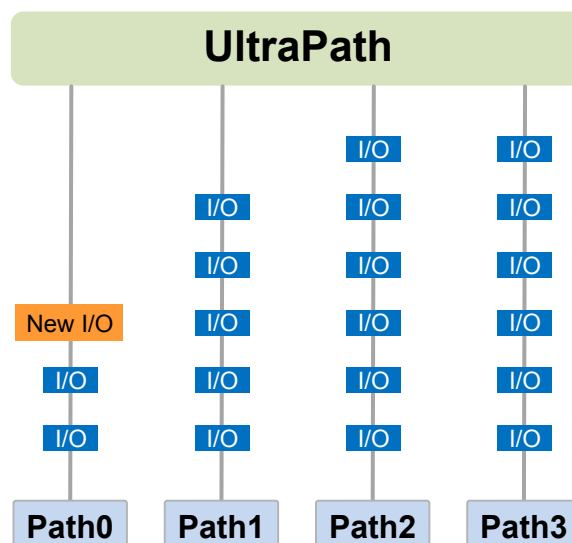 UltraPath
I/O I/O
I/O I/O I/O
I/O I/O I/O
New I/O I/O I/O I/O
I/O I/O I/O I/O
I/O I/O I/O I/O
Path0 Path1 Path2 Path3